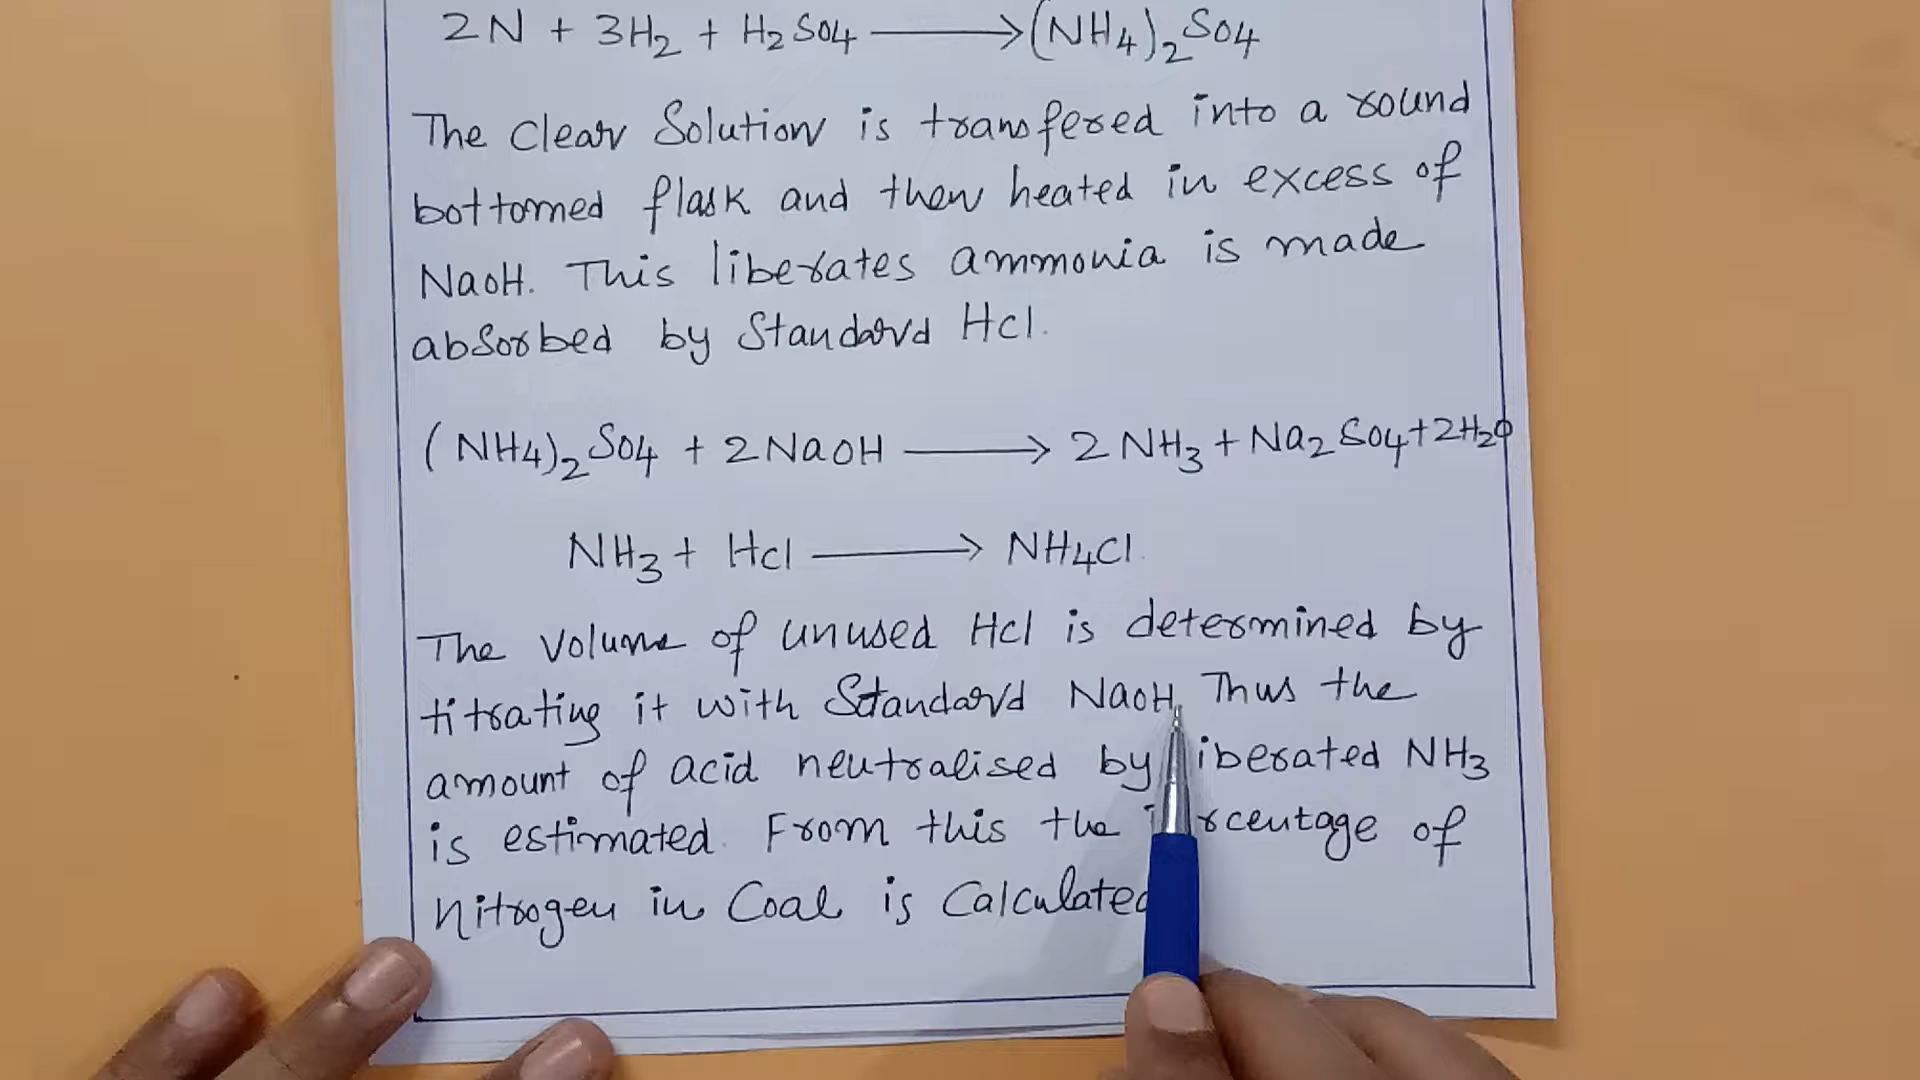 2N + 3H2 + H2SO4 ⟶ (NH4)2SO4
The Clear Solution is transfered into a round
bottomed flask and then heated in excess of
NaOH. This liberates ammonia is made
absorbed by Standard HCl.
(NH4)2SO4 + 2NaOH ⟶ 2NH3 + Na2SO4 + 2H2O
NH3 + HCl ⟶ NH4Cl.
The Volume of unused HCl is determined by
titrating it with Standard NaOH. Thus the
amount of acid neutralised by iberated NH3
is estimated. From this the rcentage of
Nitrogen in Coal is Calculated